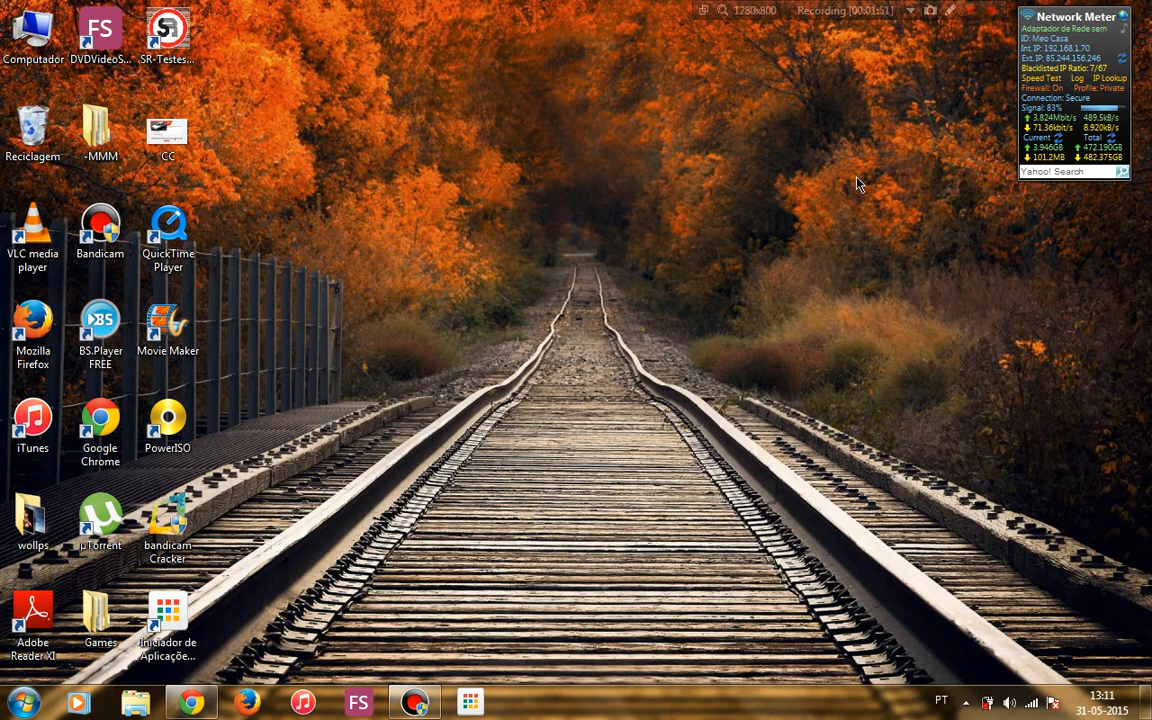 1280x800
Recording [00:01:51]
Computador
FS
DVDVideoS...
SR
SR-Testes...
Reciclagem
-MMM
CC
VLC media
player
Bandicam
QuickTime
Player
Mozilla
Firefox
BS
BS.Player
FREE
Movie Maker
iTunes
Google
Chrome
PowerISO
wollps
µTorrent
bandicam
Cracker
Adobe
Reader XI
Games
Iniciador de
Aplicaçõe...
Network Meter
Adaptador de Rede sem
ID: Meo Casa
Int. IP: 192.168.1.70
Ext. IP: 85.244.156.246
Blacklisted IP Ratio: 7/67
Speed Test Log IP Lookup
Firewall: On Profile: Private
Connection: Secure
Signal: 83%
3.824Mbit/s 489.5kB/s
71.36kbit/s 8.920kB/s
Current Total
3.946GB 472.190GB
101.2MB 482.375GB
Yahoo! Search
FS
PT
13:11
31-05-2015